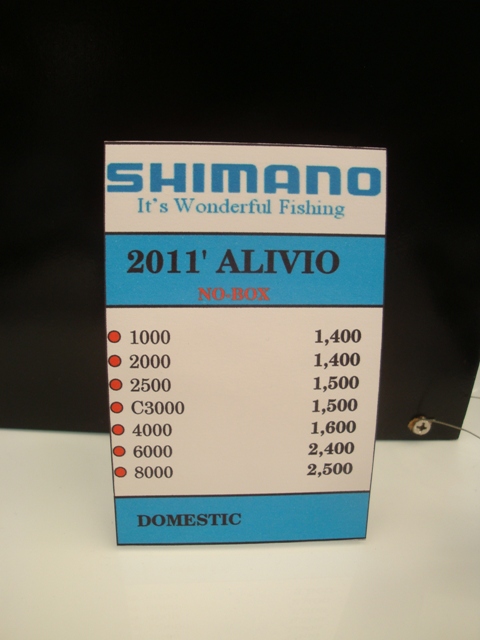 SHIMANO
It's Wonderful Fishing
2011' ALIVIO
NO-BOX
1000 1,400
2000 1,400
2500 1,500
C3000 1,500
4000 1,600
6000 2,400
8000 2,500
DOMESTIC